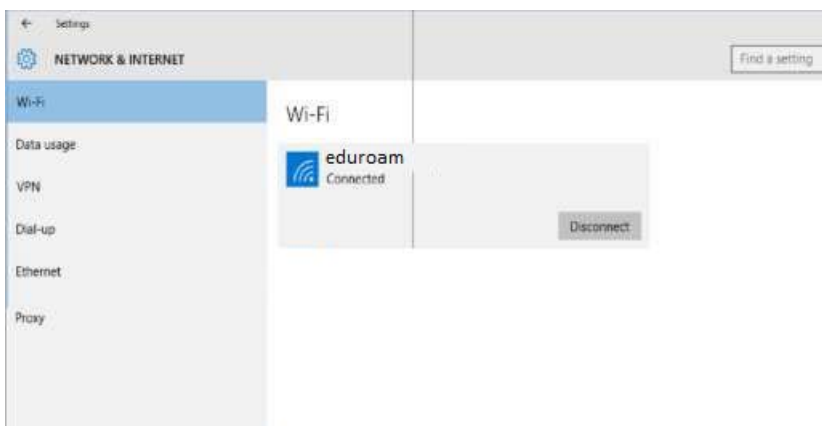 Settings
NETWORK & INTERNET
Find a setting
Wi-Fi
Data usage
VPN
Dial-up
Ethernet
Proxy
Wi-Fi
eduroam
Connected
Disconnect